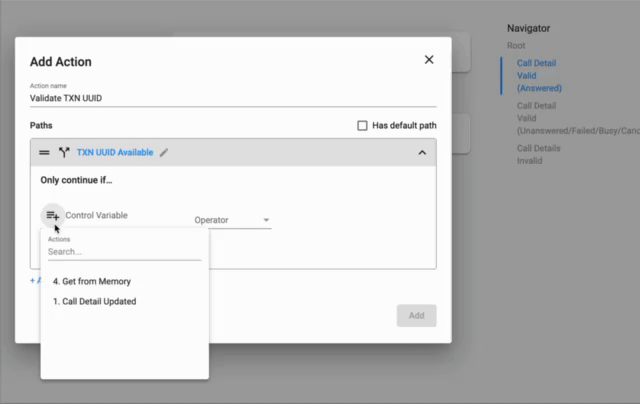 Navigator
Root
Call Detail
Valid
(Answered)
Call Detail
Valid
(Unanswered/Failed/Busy/Canc
Call Details
Invalid
Add Action
Action name
Validate TXN UUID
Paths
Has default path
TXN UUID Available
Only continue if...
Control Variable
Operator
Actions
Search...
4. Get from Memory
1. Call Detail Updated
+ A
Add